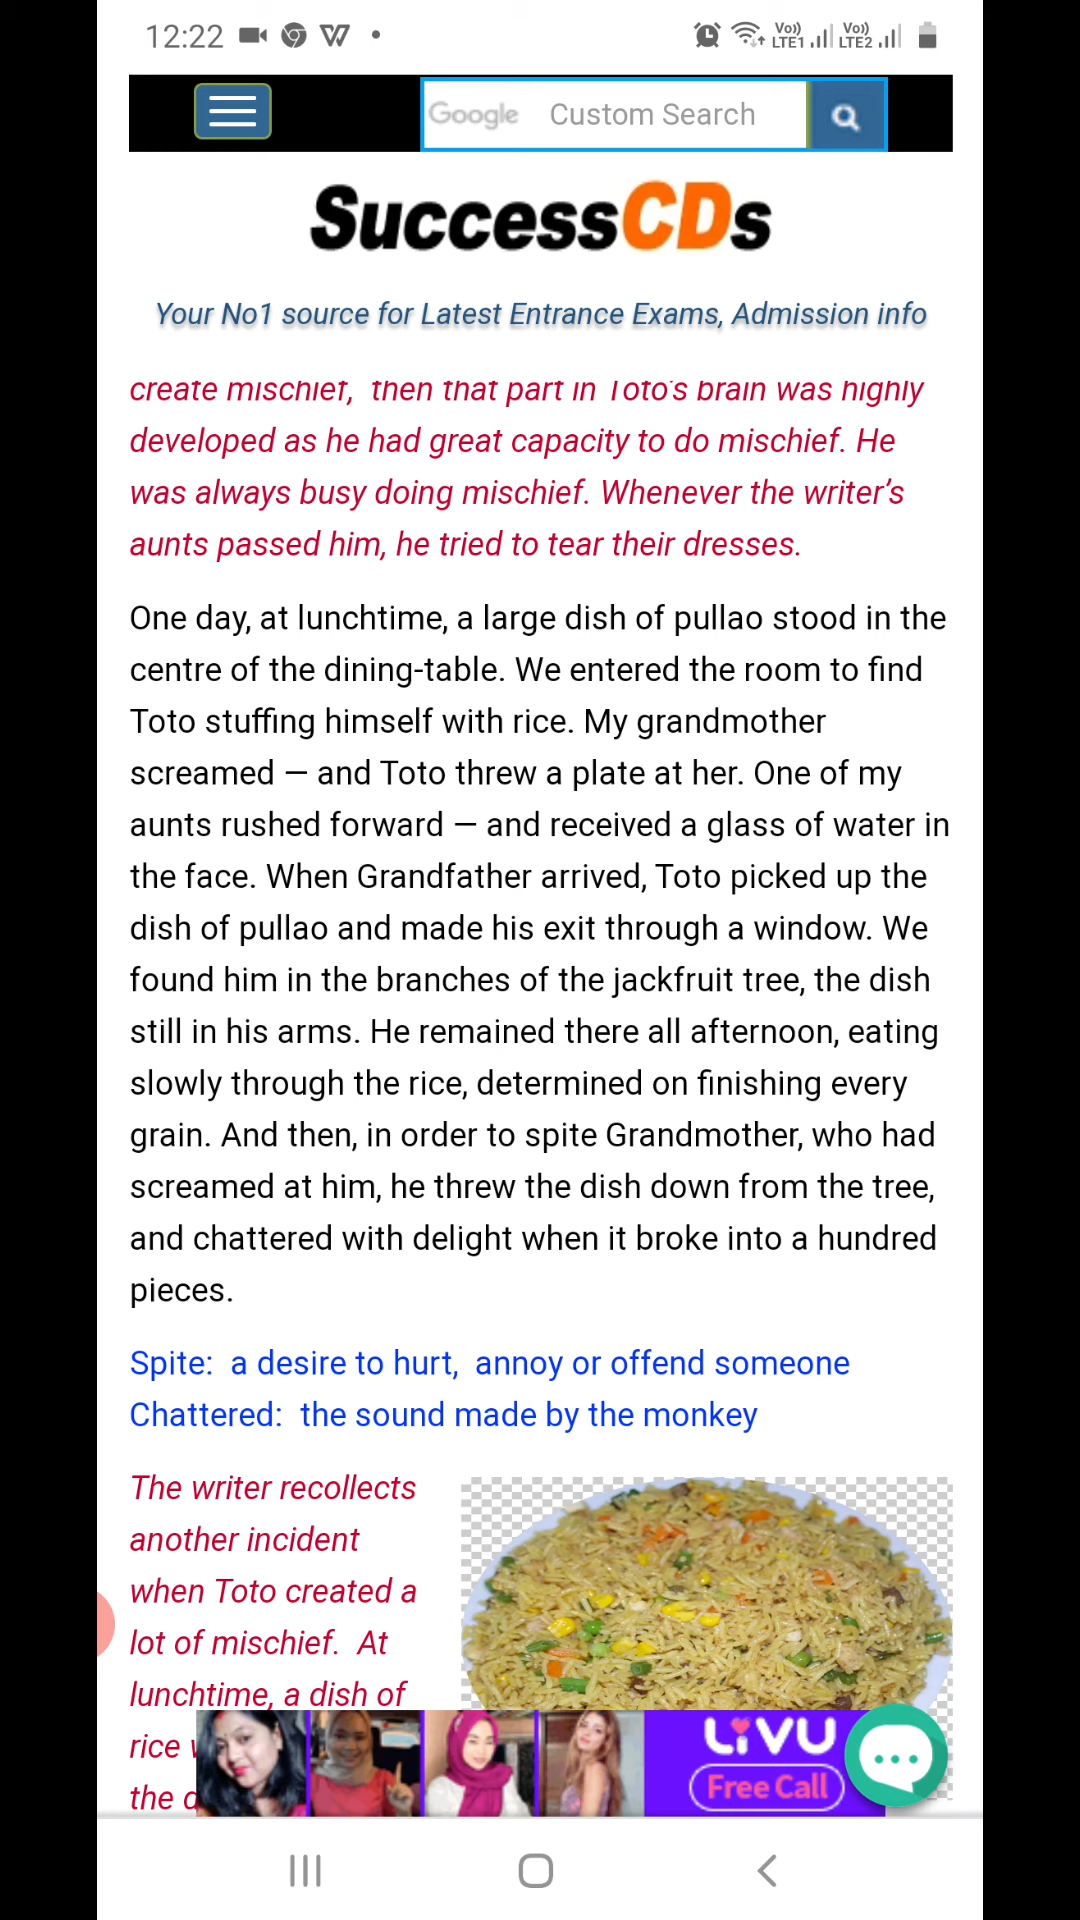 12:22
Vo)) LTE1 Vo)) LTE2
Google Custom Search
SuccessCDs
Your No1 source for Latest Entrance Exams, Admission info
create mischief, then that part in Toto's brain was highly
developed as he had great capacity to do mischief. He
was always busy doing mischief. Whenever the writer's
aunts passed him, he tried to tear their dresses.
One day, at lunchtime, a large dish of pullao stood in the
centre of the dining-table. We entered the room to find
Toto stuffing himself with rice. My grandmother
screamed — and Toto threw a plate at her. One of my
aunts rushed forward — and received a glass of water in
the face. When Grandfather arrived, Toto picked up the
dish of pullao and made his exit through a window. We
found him in the branches of the jackfruit tree, the dish
still in his arms. He remained there all afternoon, eating
slowly through the rice, determined on finishing every
grain. And then, in order to spite Grandmother, who had
screamed at him, he threw the dish down from the tree,
and chattered with delight when it broke into a hundred
pieces.
Spite: a desire to hurt, annoy or offend someone
Chattered: the sound made by the monkey
The writer recollects
another incident
when Toto created a
lot of mischief. At
lunchtime, a dish of
rice
the
LiVU
Free Call